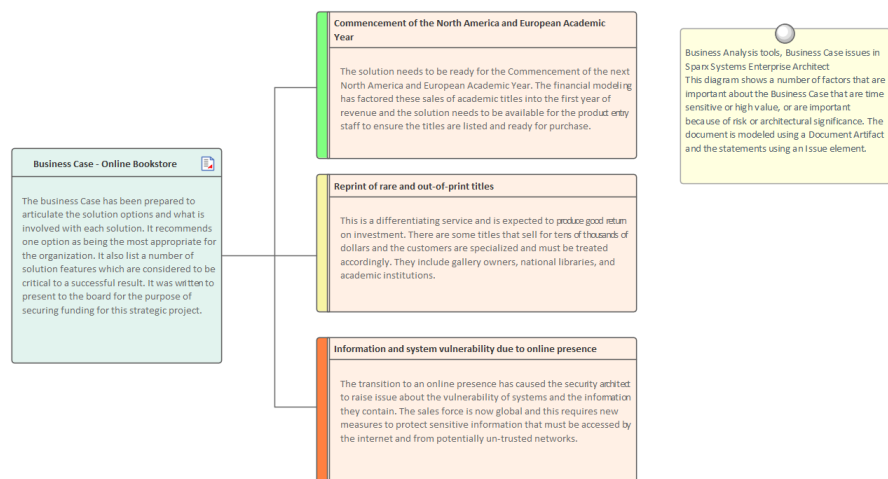 Business Case - Online Bookstore
The business Case has been prepared to
articulate the solution options and what is
involved with each solution. It recommends
one option as being the most appropriate for
the organization. It also list a number of
solution features which are considered to be
critical to a successful result. It was written to
present to the board for the purpose of
securing funding for this strategic project.
Commencement of the North America and European Academic
Year
The solution needs to be ready for the Commencement of the next
North America and European Academic Year. The financial modeling
has factored these sales of academic titles into the first year of
revenue and the solution needs to be available for the product entry
staff to ensure the titles are listed and ready for purchase.
Reprint of rare and out-of-print titles
This is a differentiating service and is expected to produce good return
on investment. There are some titles that sell for tens of thousands of
dollars and the customers are specialized and must be treated
accordingly. They include gallery owners, national libraries, and
academic institutions.
Information and system vulnerability due to online presence
The transition to an online presence has caused the security architect
to raise issue about the vulnerability of systems and the information
they contain. The sales force is now global and this requires new
measures to protect sensitive information that must be accessed by
the internet and from potentially un-trusted networks.
Business Analysis tools, Business Case issues in
Sparx Systems Enterprise Architect
This diagram shows a number of factors that are
important about the Business Case that are time
sensitive or high value, or are important
because of risk or architectural significance. The
document is modeled using a Document Artifact
and the statements using an Issue element.